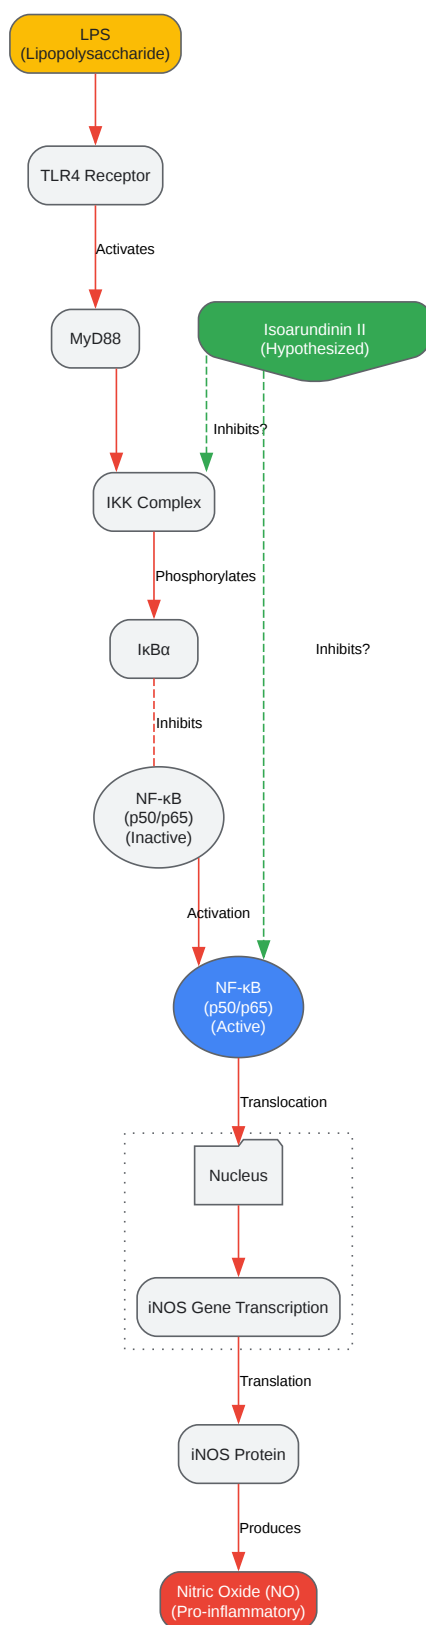 LPS
(Lipopolysaccharide)
TLR4 Receptor
Activates
MyD88
Isoarundinin II
(Hypothesized)
Inhibits?
IKK Complex
Phosphorylates
IκBα
Inhibits?
Inhibits
NF-κB
(p50/p65)
(Inactive)
Activation
NF-κB
(p50/p65)
(Active)
Translocation
Nucleus
iNOS Gene Transcription
Translation
iNOS Protein
Produces
Nitric Oxide (NO)
(Pro-inflammatory)